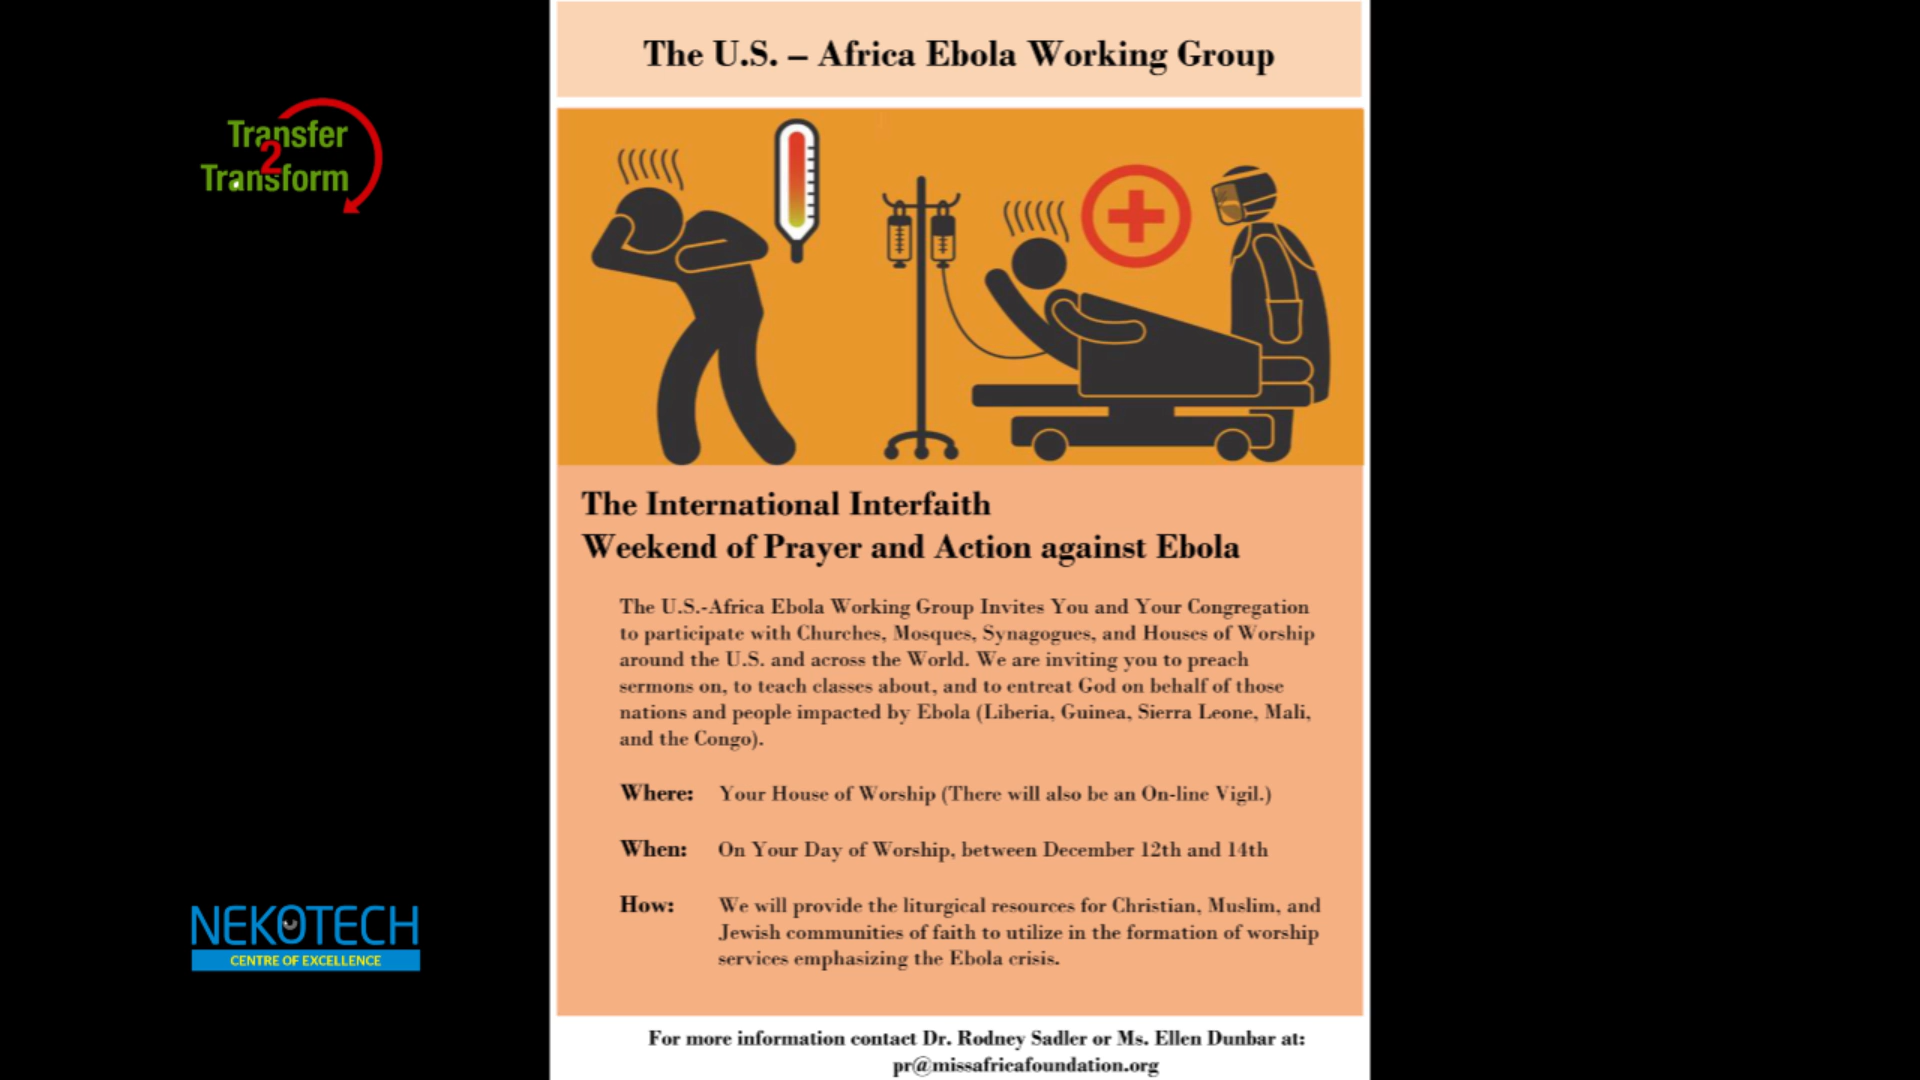 The U.S. – Africa Ebola Working Group
Transfer
2
Transform
The International Interfaith
Weekend of Prayer and Action against Ebola
The U.S.-Africa Ebola Working Group Invites You and Your Congregation
to participate with Churches, Mosques, Synagogues, and Houses of Worship
around the U.S. and across the World. We are inviting you to preach
sermons on, to teach classes about, and to entreat God on behalf of those
nations and people impacted by Ebola (Liberia, Guinea, Sierra Leone, Mali,
and the Congo).
Where: Your House of Worship (There will also be an On-line Vigil.)
When: On Your Day of Worship, between December 12th and 14th
How: We will provide the liturgical resources for Christian, Muslim, and
Jewish communities of faith to utilize in the formation of worship
services emphasizing the Ebola crisis.
NEKOTECH
CENTRE OF EXCELLENCE
For more information contact Dr. Rodney Sadler or Ms. Ellen Dunbar at:
pr@missafricafoundation.org